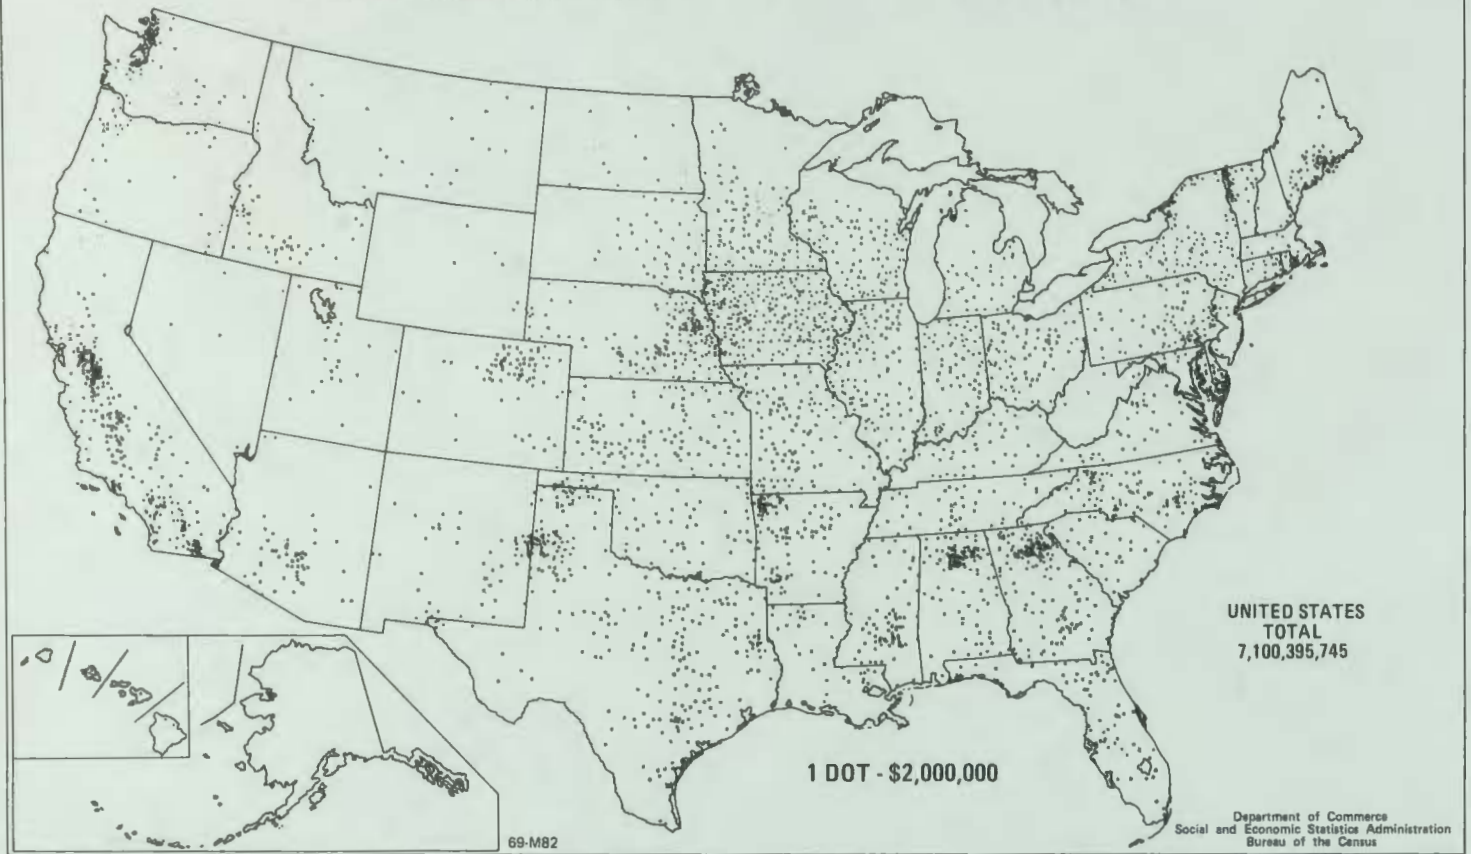 UNITED STATES
TOTAL
7,100,395,745
1 DOT - $2,000,000
Department of Commerce
Social and Economic Statistics Administration
Bureau of the Census
69-M82